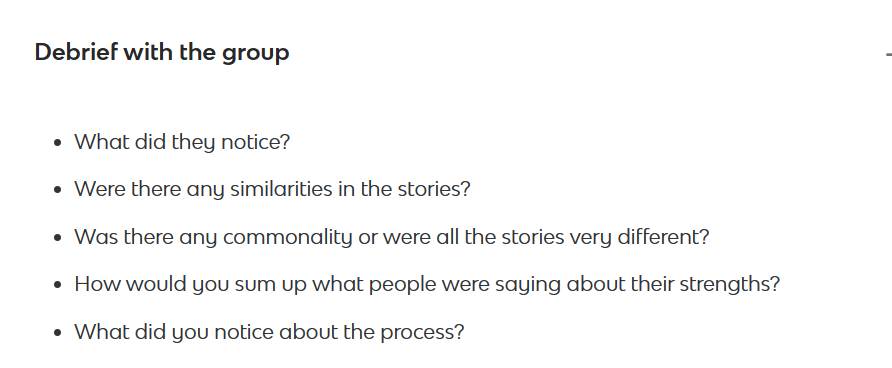 Debrief with the group
• What did they notice?
• Were there any similarities in the stories?
• Was there any commonality or were all the stories very different?
• How would you sum up what people were saying about their strengths?
• What did you notice about the process?